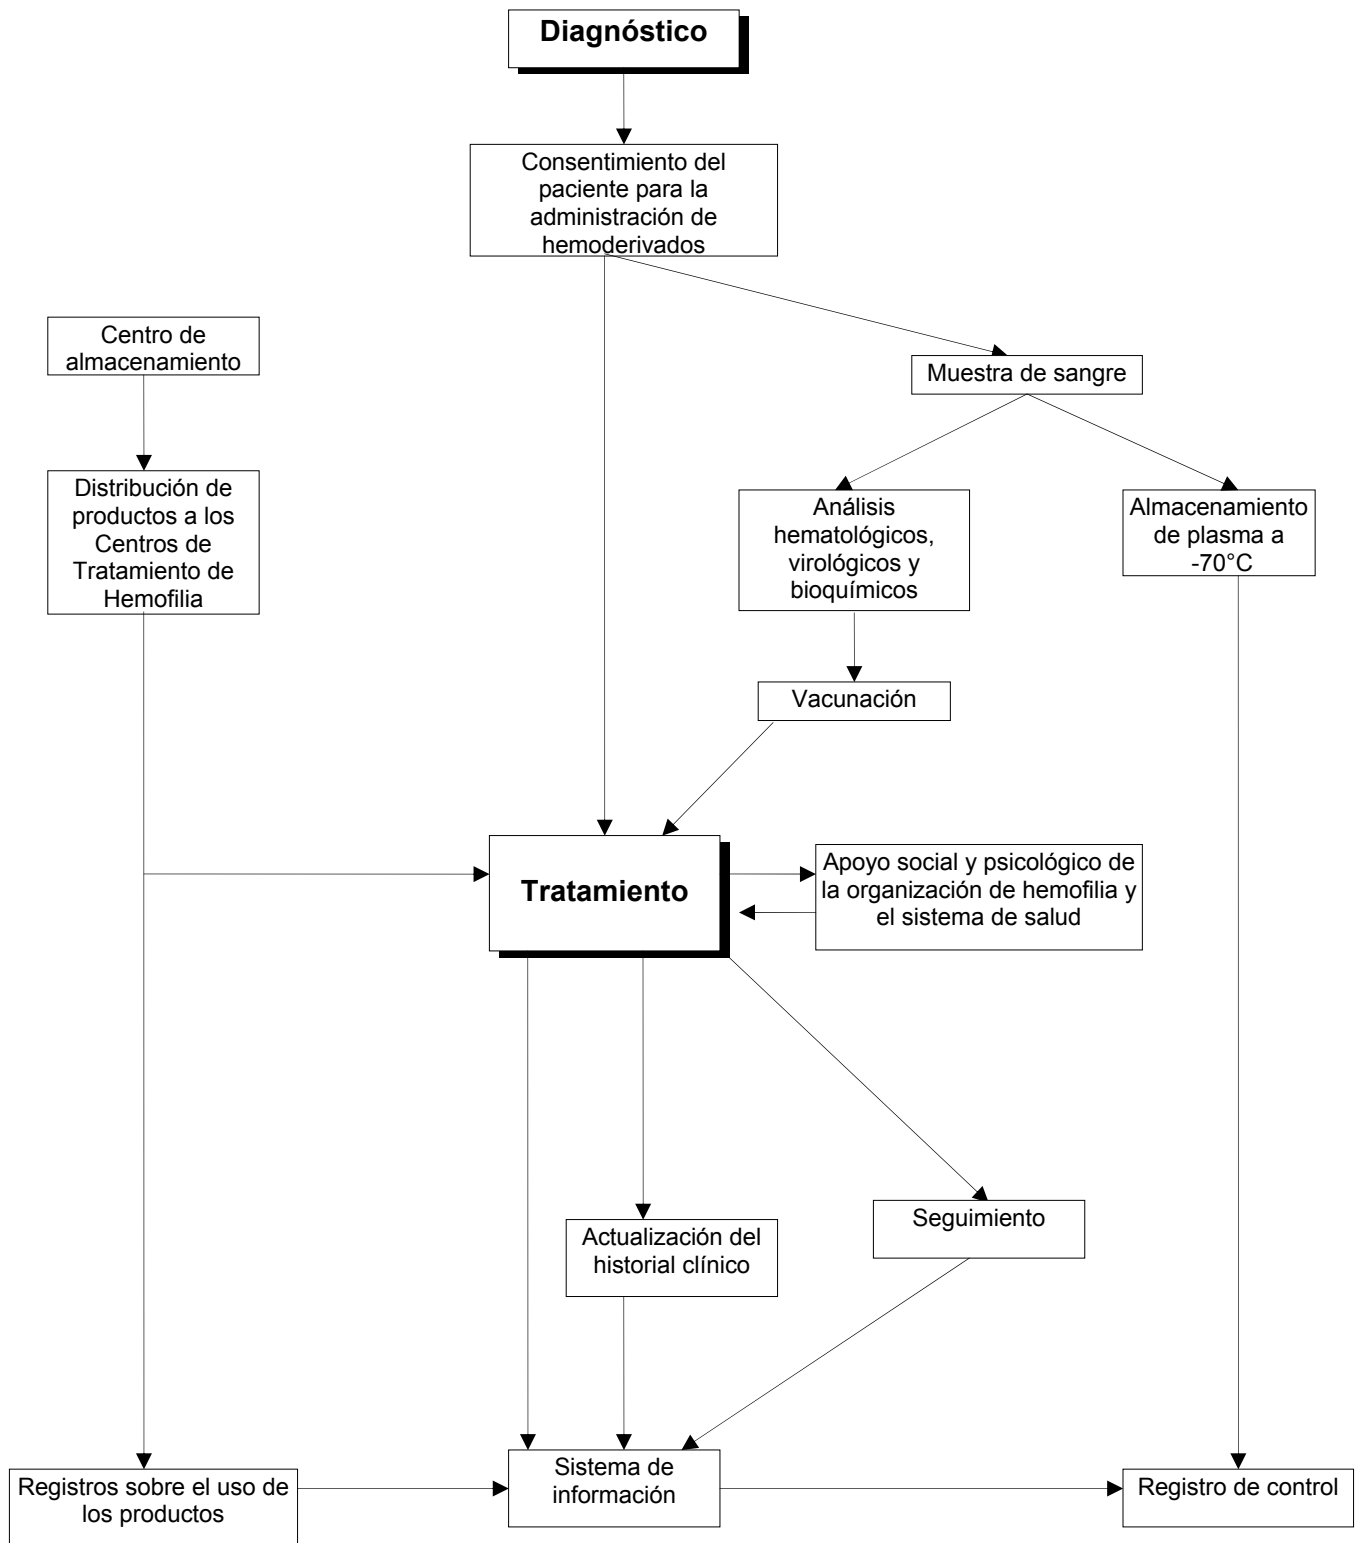 Diagnóstico
Consentimiento del
paciente para la
administración de
hemoderivados
Centro de
almacenamiento
Muestra de sangre
Distribución de
productos a los
Centros de
Tratamiento de
Hemofilia
Análisis
hematológicos,
virológicos y
bioquímicos
Almacenamiento
de plasma a
-70°C
Vacunación
Tratamiento
Apoyo social y psicológico de
la organización de hemofilia y
el sistema de salud
Actualización del
historial clínico
Seguimiento
Registros sobre el uso de
los productos
Sistema de
información
Registro de control